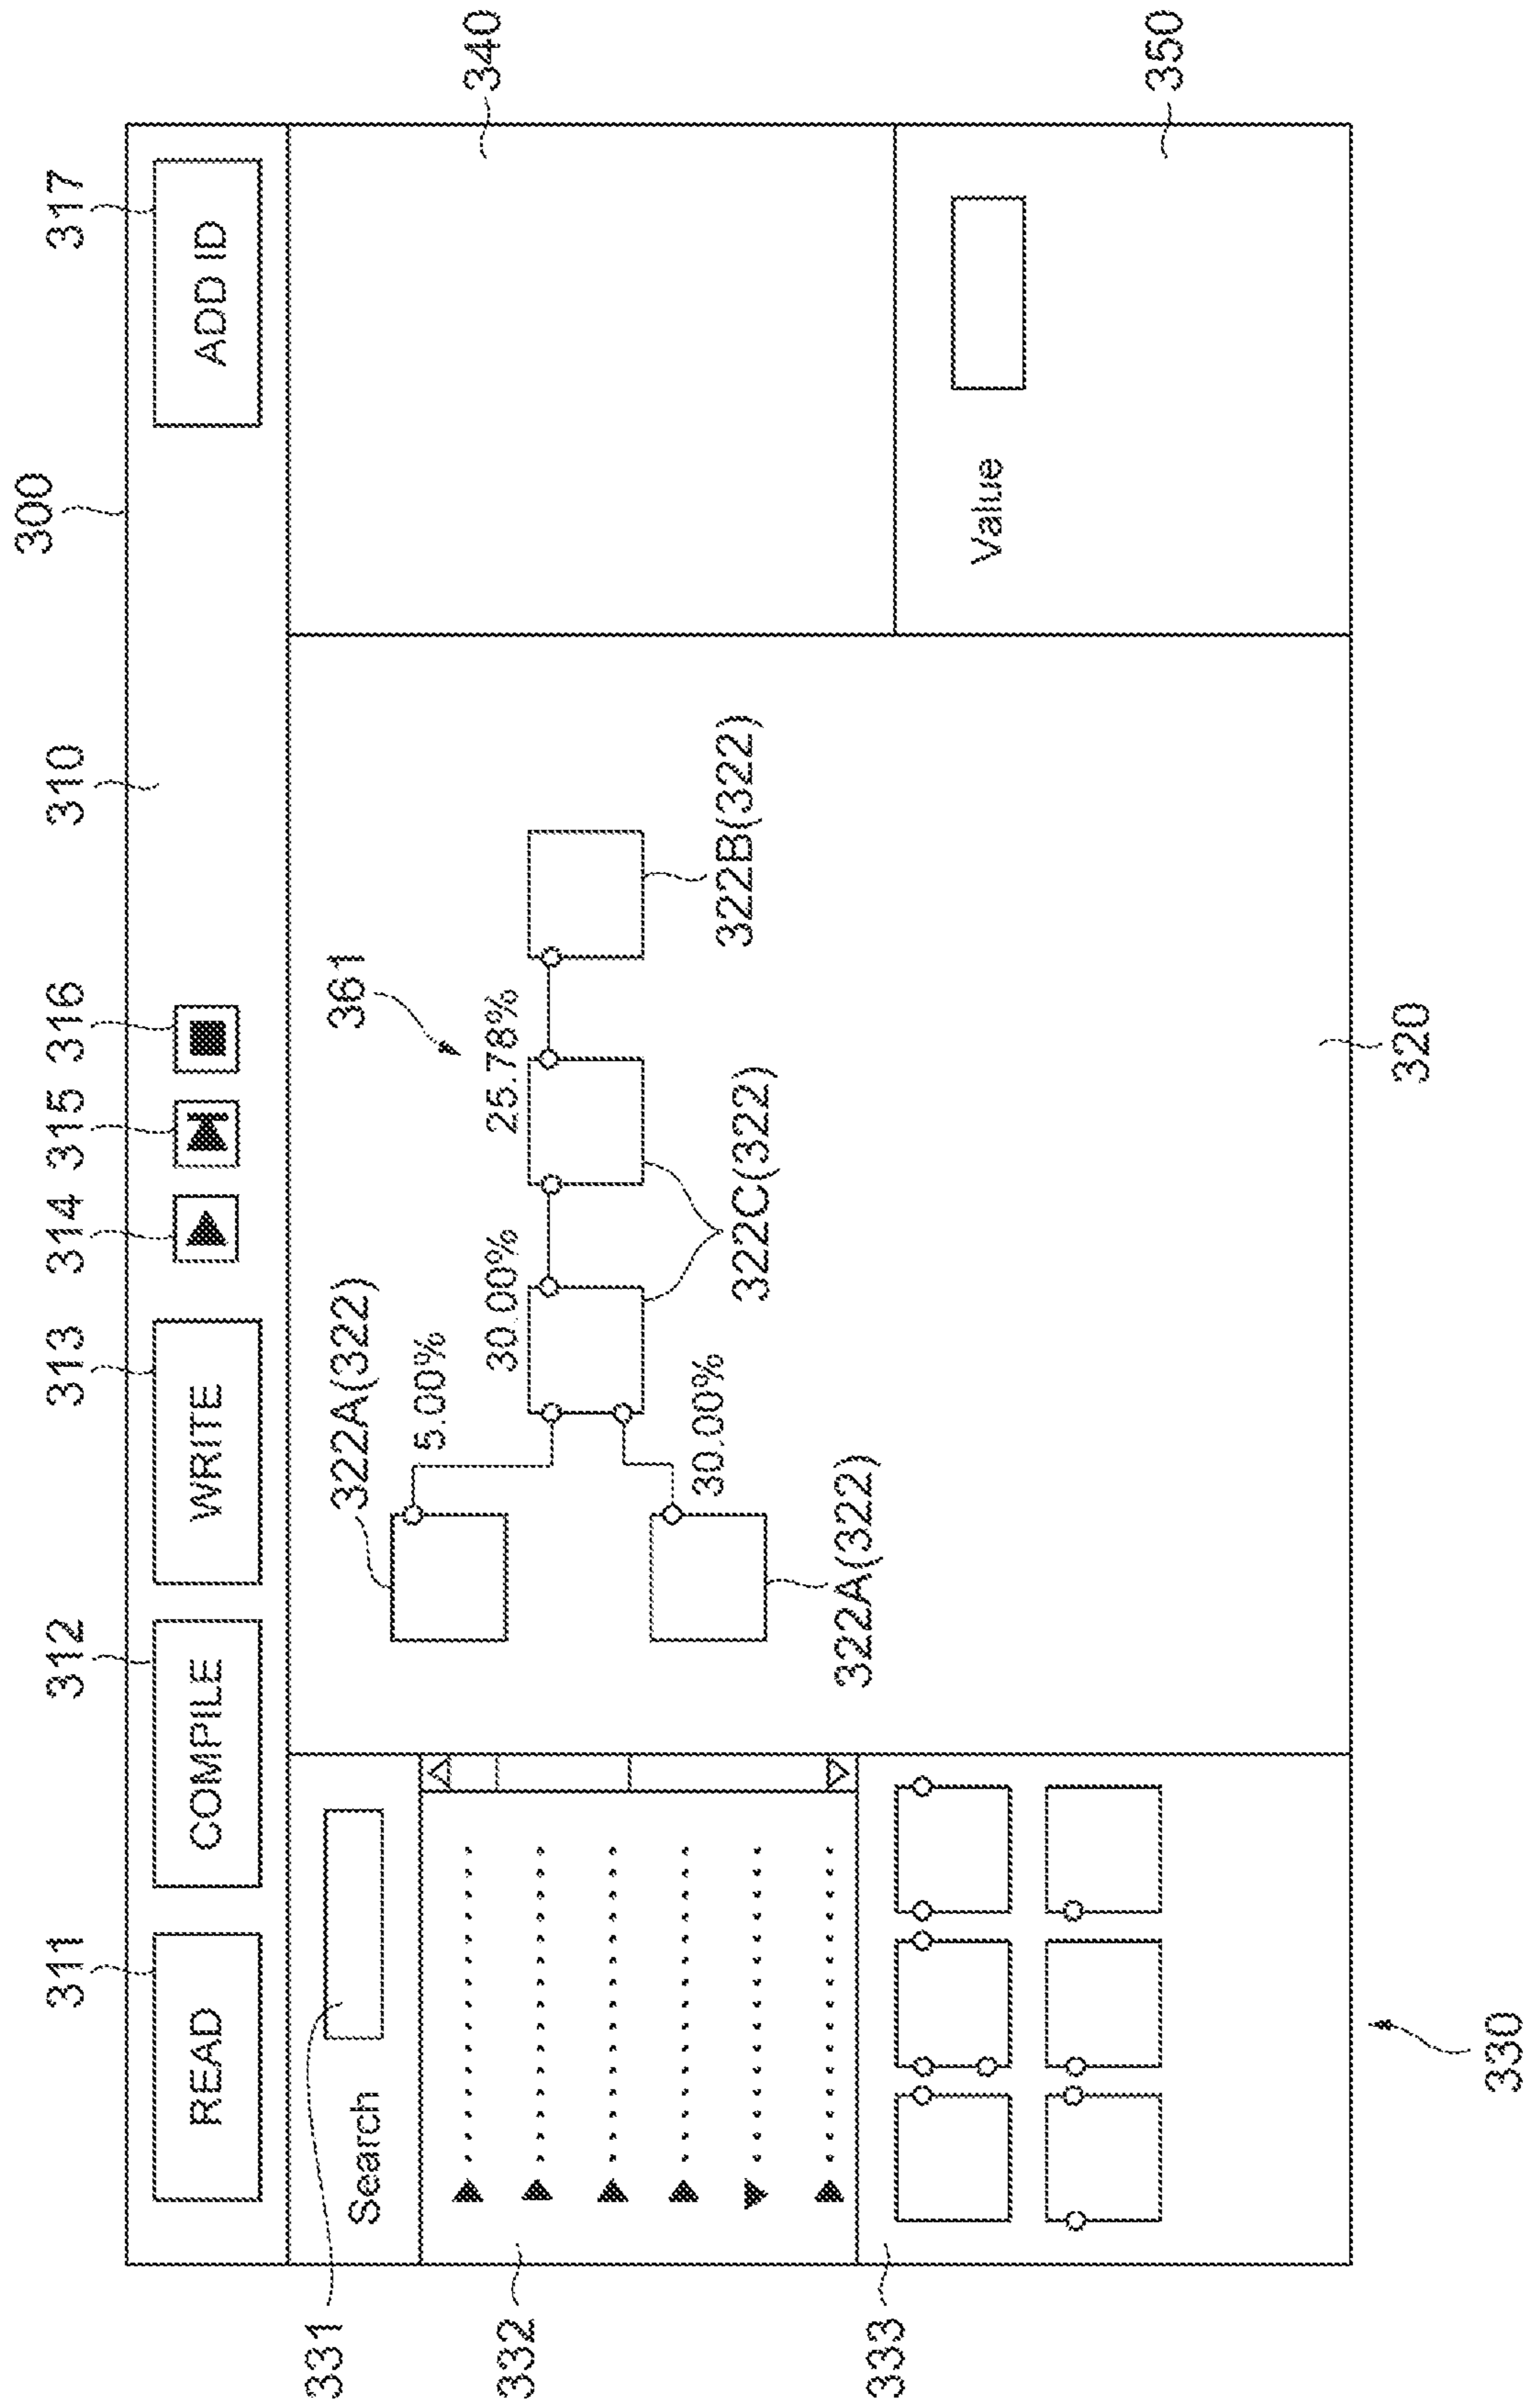 300
311
312
313
314
315
316
310
317
READ
COMPILE
WRITE
ADD ID
331
Search
322A(322)
361
340
5.00%
30.00%
25.78%
332
30.00%
322B(322)
322C(322)
322A(322)
333
Value
350
330
320